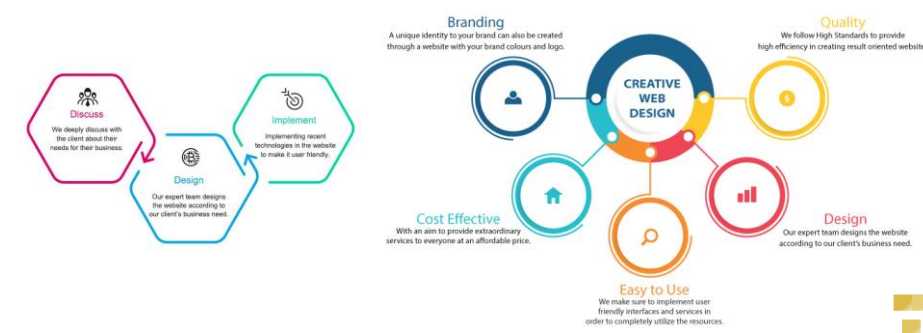 Discuss
We deeply discuss with
the client about their
needs for their business.
Design
Our expert team designs
the website according to
our client's business need.
Implement
Implementing recent
technologies in the website
to make it user friendly.
Branding
A unique identity to your brand can also be created
through a website with your brand colours and logo.
CREATIVE
WEB
DESIGN
Quality
We follow High Standards to provide
high efficiency in creating result oriented website
$
Cost Effective
With an aim to provide extraordinary
services to everyone at an affordable price.
Easy to Use
We make sure to implement user
friendly interfaces and services in
order to completely utilize the resources.
Design
Our expert team designs the website
according to our client's business need.